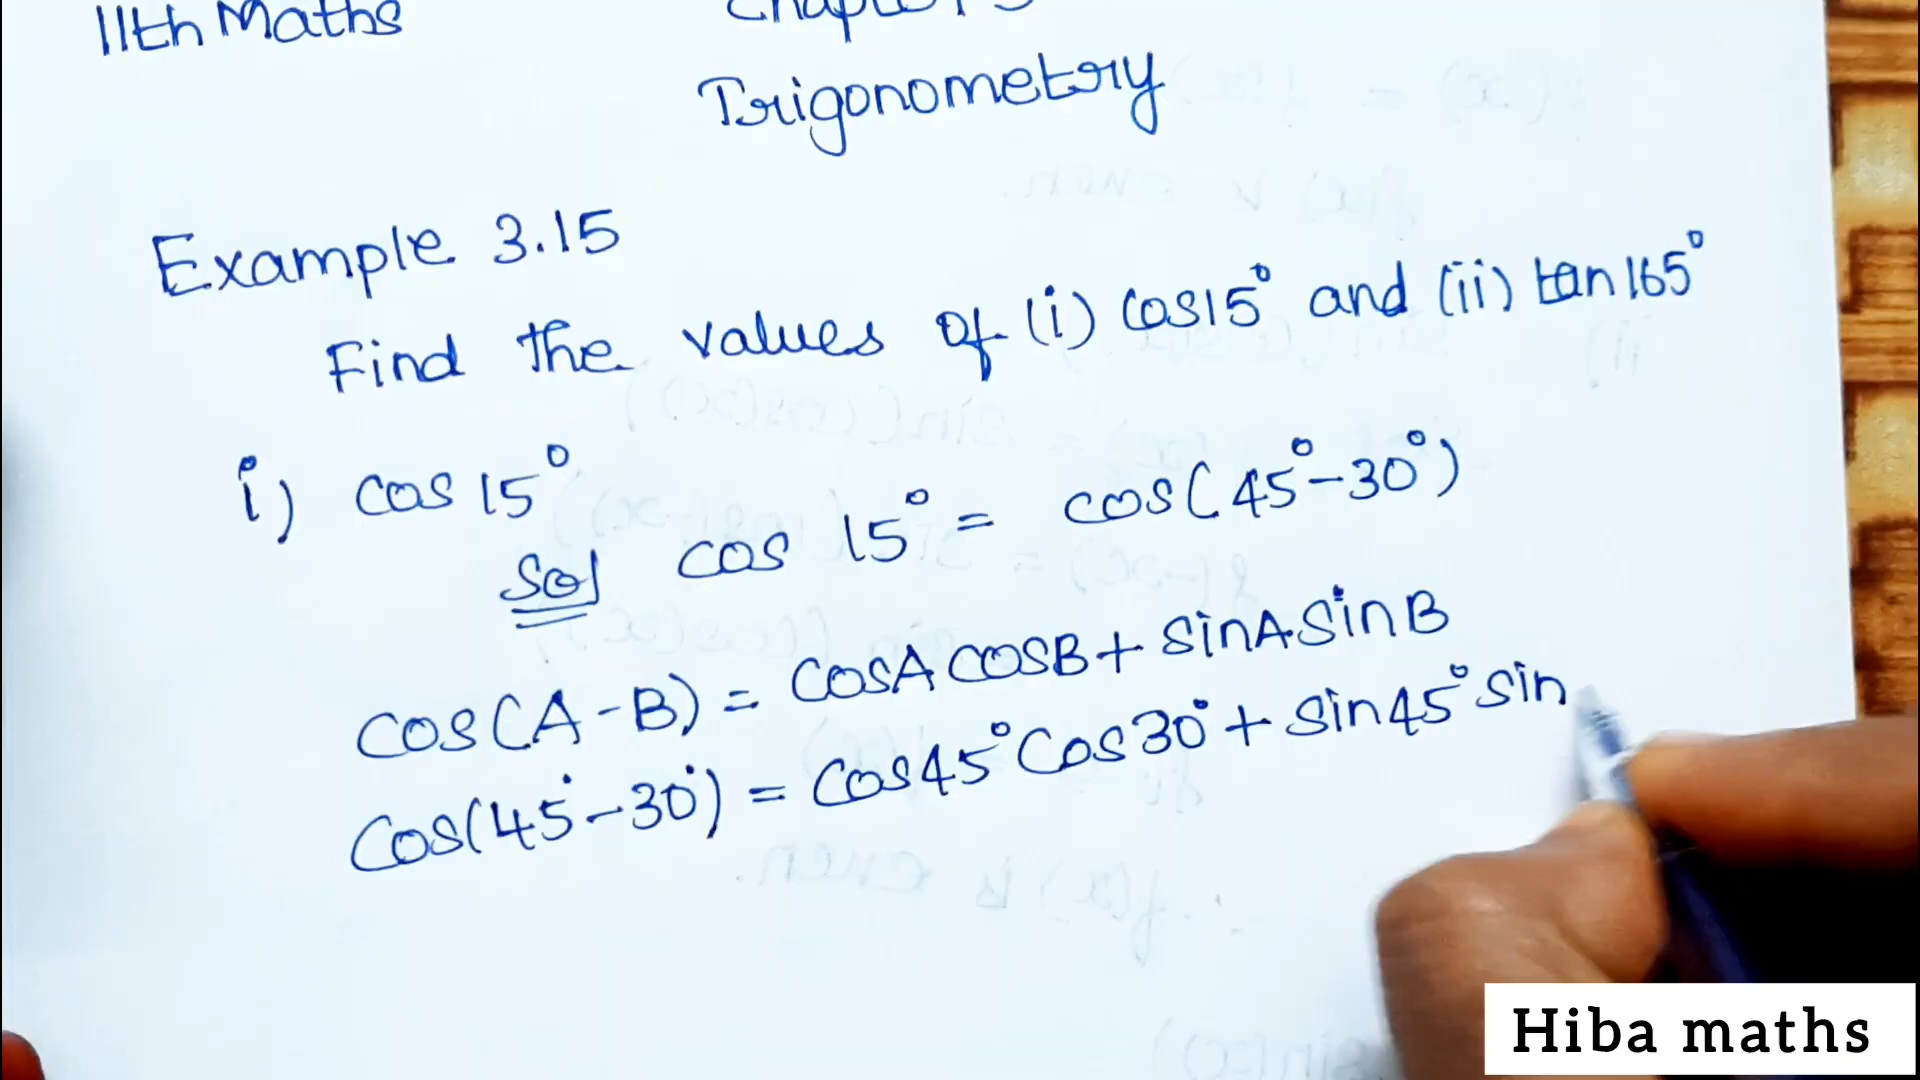 11th Maths
Trigonometry
Example 3.15
Find the values of (i) cos15° and (ii) tan165°
i) cos 15°
Sol cos 15° = cos(45°-30°)
cos(A-B) = cosA cosB + sinA sinB
cos(45°-30°) = cos45° cos30° + sin45° sin
Hiba maths